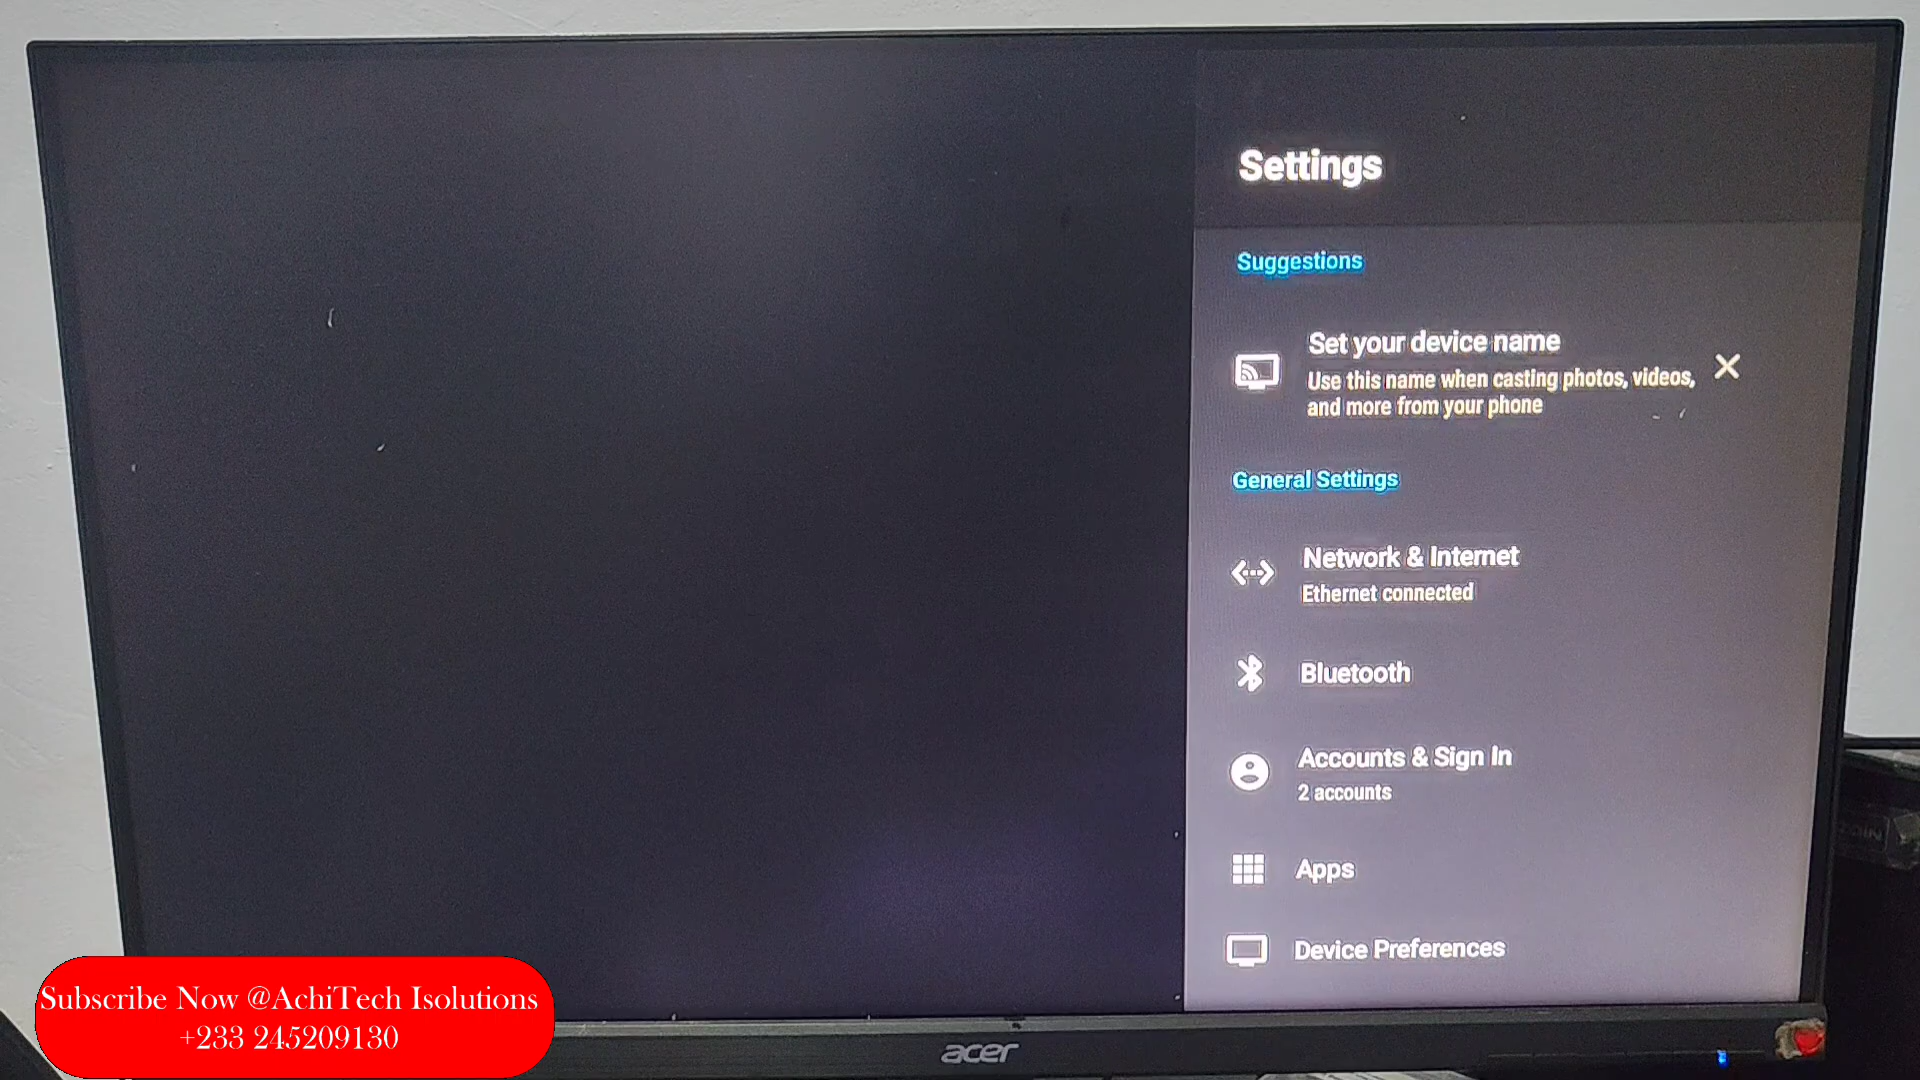 Settings
Suggestions
Set your device name
Use this name when casting photos, videos,
and more from your phone
General Settings
Network & Internet
Ethernet connected
Bluetooth
Accounts & Sign In
2 accounts
Apps
Device Preferences
Subscribe Now @AchiTech Isolutions
+233 245209130
acer